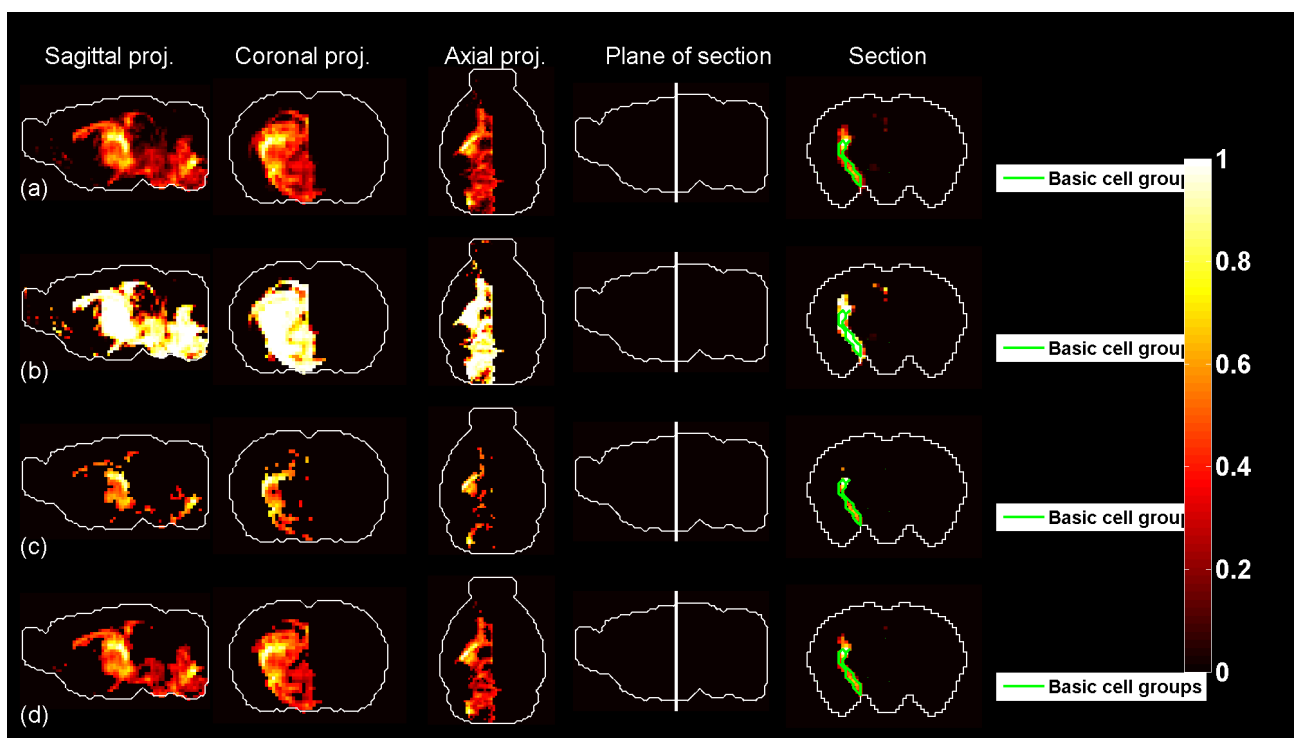 Sagittal proj. Coronal proj. Axial proj. Plane of section Section
(a)
Basic cell group
1
(b)
Basic cell group
0.8
0.6
(c)
Basic cell group
0.4
0.2
(d)
Basic cell groups
0